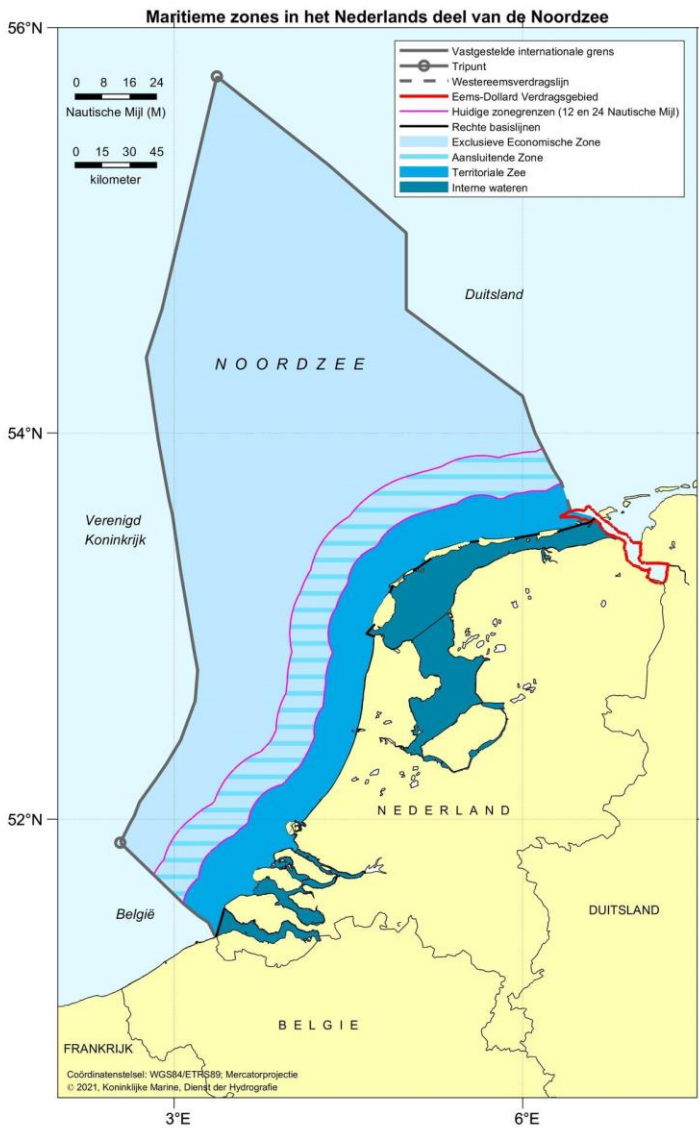 Maritieme zones in het Nederlands deel van de Noordzee
56°N
0 8 16 24
Nautische Mijl (M)
0 15 30 45
kilometer
Vastgestelde internationale grens
Tripunt
Westereemsverdragslijn
Eems-Dollard Verdragsgebied
Huidige zonegrenzen (12 en 24 Nautische Mijl)
Rechte basislijnen
Exclusieve Economische Zone
Aansluitende Zone
Territoriale Zee
Interne wateren
Duitsland
NOORDZEE
54°N
Verenigd
Koninkrijk
52°N
NEDERLAND
België
DUITSLAND
BELGIE
FRANKRIJK
Coördinatenstelsel: WGS84/ETRS89; Mercatorprojectie
© 2021, Koninklijke Marine, Dienst der Hydrografie
3°E
6°E